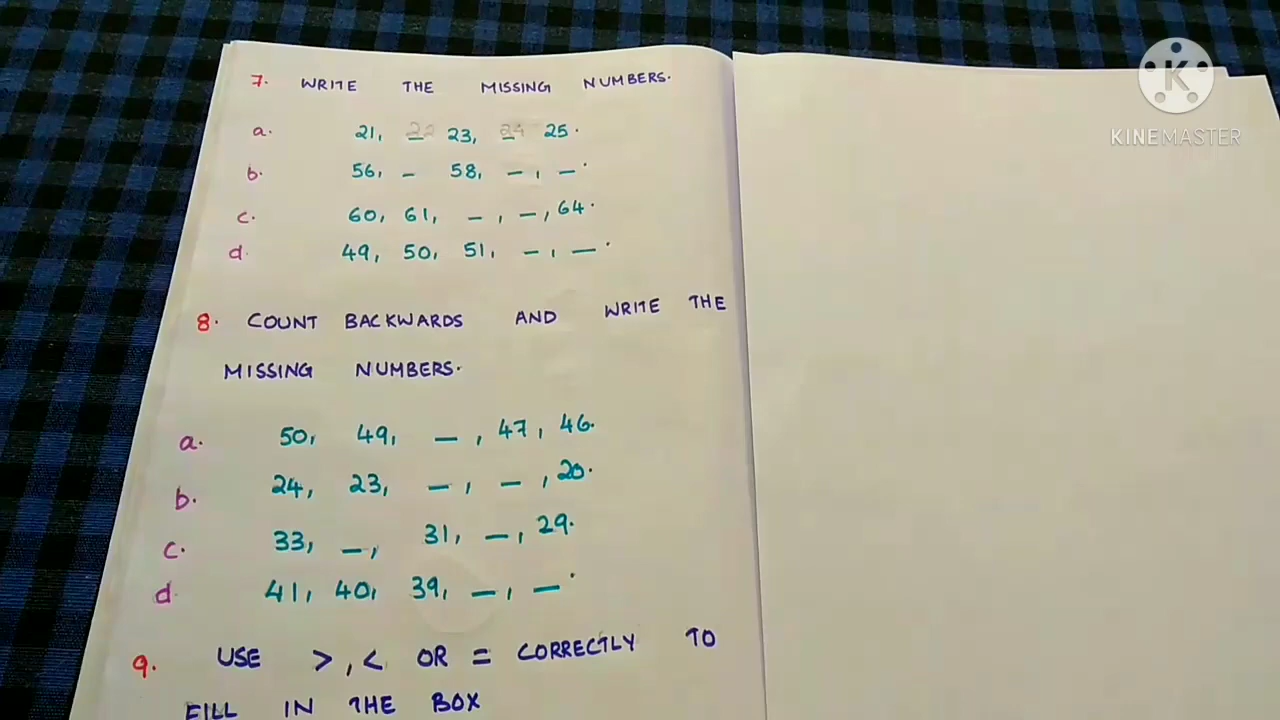 7. WRITE THE MISSING NUMBERS.
a. 21, 22 23, 24 25.
b. 56, _ 58, _, _.
c. 60, 61, _, _, 64.
d. 49, 50, 51, _, _.
8. COUNT BACKWARDS AND WRITE THE
MISSING NUMBERS.
a. 50, 49, _, 47, 46.
b. 24, 23, _, _, 20.
c. 33, _, 31, _, 29.
d 41, 40, 39, _, _.
9. USE >, < OR = CORRECTLY TO
FILL IN THE BOX
K
KINEMASTER